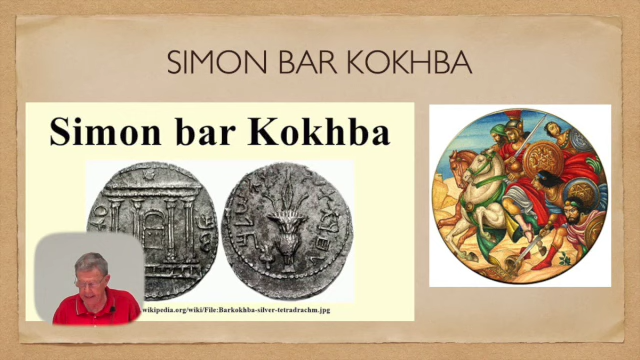 SIMON BAR KOKHBA
Simon bar Kokhba
wikipedia.org/wiki/File:Barkokhba-silver-tetradrachm.jpg